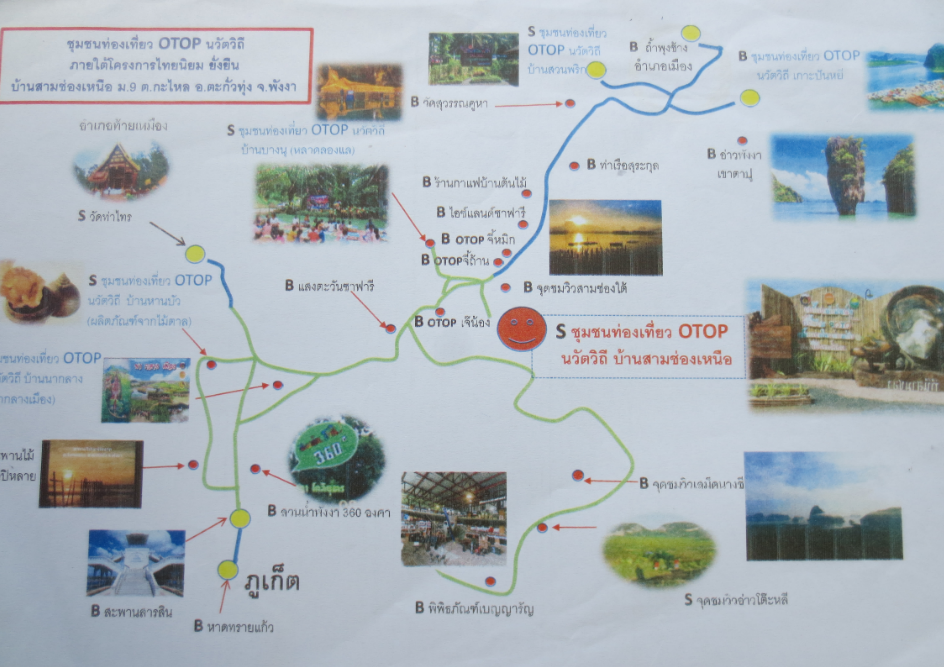 ชุมชนท่องเที่ยว OTOP นวัตวิถี
ภายใต้โครงการไทยนิยม ยั่งยืน
บ้านสามช่องเหนือ ม.9 ต.กะไหล อ.ตะกั่วทุ่ง จ.พังงา
S ชุมชนท่องเที่ยว
OTOP นวัตวิถี
บ้านสวนพริก
B ถ้ำพุงช้าง
อำเภอเมือง
B ชุมชนท่องเที่ยว OTOP
นวัตวิถี เกาะปันหยี
B วัดสุวรรณคูหา
อำเภอท้ายเหมือง
S ชุมชนท่องเที่ยว OTOP นวัตวิถี
บ้านบางนุ (หลาดสองแล)
B ท่าเรือสุระกุล
B อ่าวพังงา
เขาตาปู
B ร้านกาแฟบ้านต้นไม้
B ไอซ์แลนด์ซาฟารี
S วัดท่าไทร
B OTOP จี้หมิก
B OTOPจี้ถ้าน
S ชุมชนท่องเที่ยว OTOP
นวัตวิถี บ้านหานบัว
(ผลิตภัณฑ์จากไม้ตาล)
B แสงตะวันซาฟารี
B จุดชมวิวสามช่องใต้
B OTOP เจ๊น้อง
S ชุมชนท่องเที่ยว OTOP
นวัตวิถี บ้านสามช่องเหนือ
ชุมชนท่องเที่ยว OTOP
วัตวิถี บ้านนากลาง
ากลางเมือง)
พานไม้
360°
B ลานน้ำพังงา 360 องศา
B จุดชมวิวเสม็ดนางชี
ภูเก็ต
B สะพานสารสิน
B หาดทรายแก้ว
B พิพิธภัณฑ์เบญญารัญ
S จุดชมวิวอ่าวโต๊ะหลี